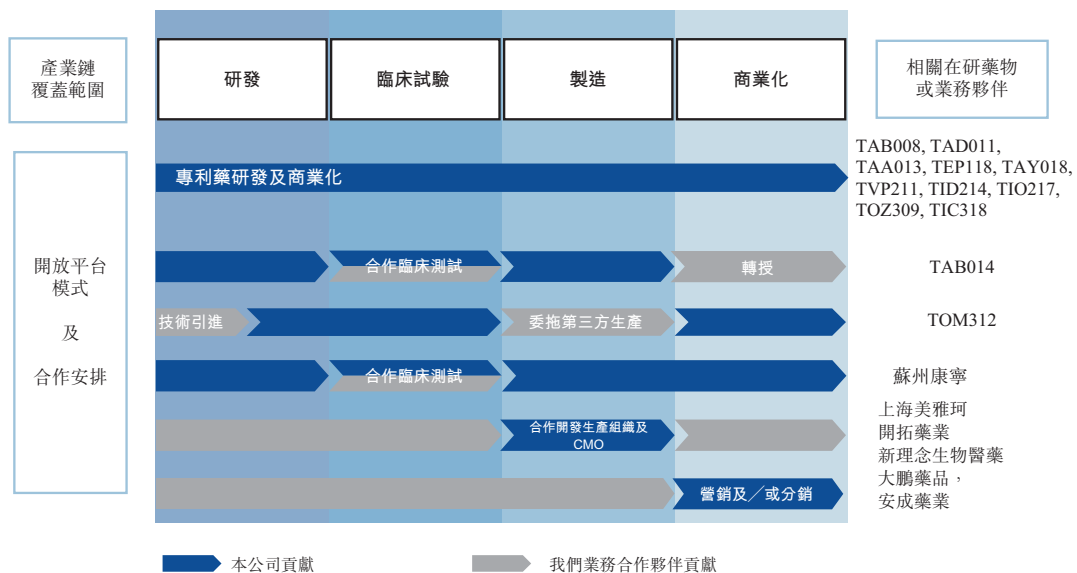 產業鏈
覆蓋範圍
研發
臨床試驗
製造
商業化
相關在研藥物
或業務夥伴
開放平台
模式
及
合作安排
專利藥研發及商業化
TAB008, TAD011,
TAA013, TEP118, TAY018,
TVP211, TID214, TIO217,
TOZ309, TIC318
合作臨床測試
轉授
TAB014
技術引進
委拖第三方生產
TOM312
合作臨床測試
蘇州康寧
合作開發生產組織及
CMO
上海美雅珂
開拓藥業
新理念生物醫藥
大鵬藥品，
安成藥業
營銷及／或分銷
本公司貢獻
我們業務合作夥伴貢獻